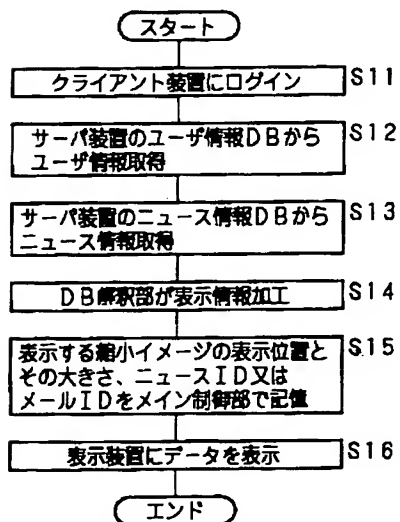 スタート
クライアント装置にログイン S11
サーバ装置のユーザ情報DBから S12
ユーザ情報取得
サーバ装置のニュース情報DBから S13
ニュース情報取得
DB解釈部が表示情報加工 S14
表示する縮小イメージの表示位置と S15
その大きさ、ニュースID又は
メールIDをメイン制御部で記憶
表示装置にデータを表示 S16
エンド